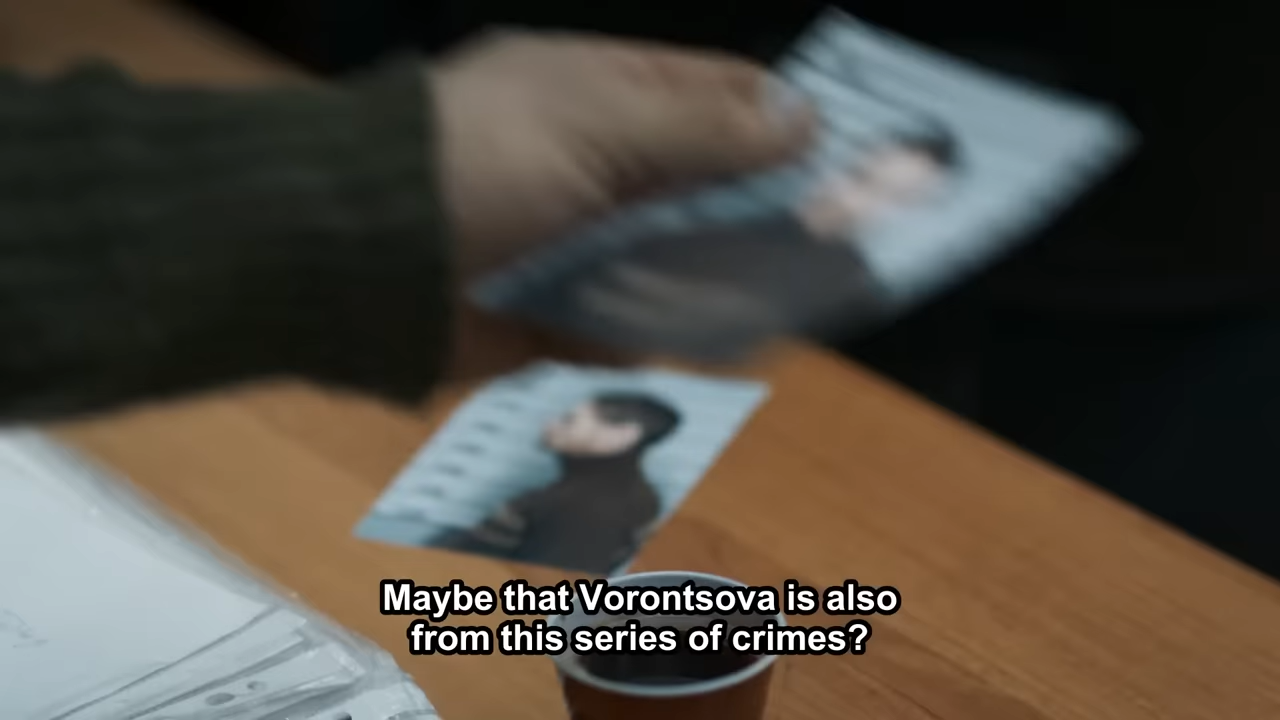 Maybe that Vorontsova is also
from this series of crimes?